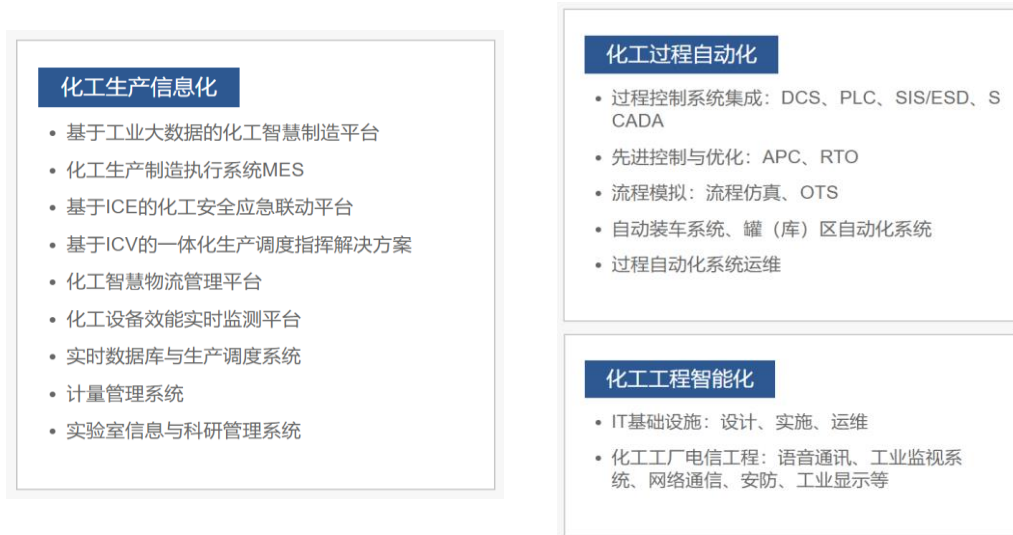 化工生产信息化
• 基于工业大数据的化工智慧制造平台
• 化工生产制造执行系统MES
• 基于ICE的化工安全应急联动平台
• 基于ICV的一体化生产调度指挥解决方案
• 化工智慧物流管理平台
• 化工设备效能实时监测平台
• 实时数据库与生产调度系统
• 计量管理系统
• 实验室信息与科研管理系统
化工过程自动化
• 过程控制系统集成：DCS、PLC、SIS/ESD、S
CADA
• 先进控制与优化：APC、RTO
• 流程模拟：流程仿真、OTS
• 自动装车系统、罐（库）区自动化系统
• 过程自动化系统运维
化工工程智能化
• IT基础设施：设计、实施、运维
• 化工工厂电信工程：语音通讯、工业监视系
统、网络通信、安防、工业显示等